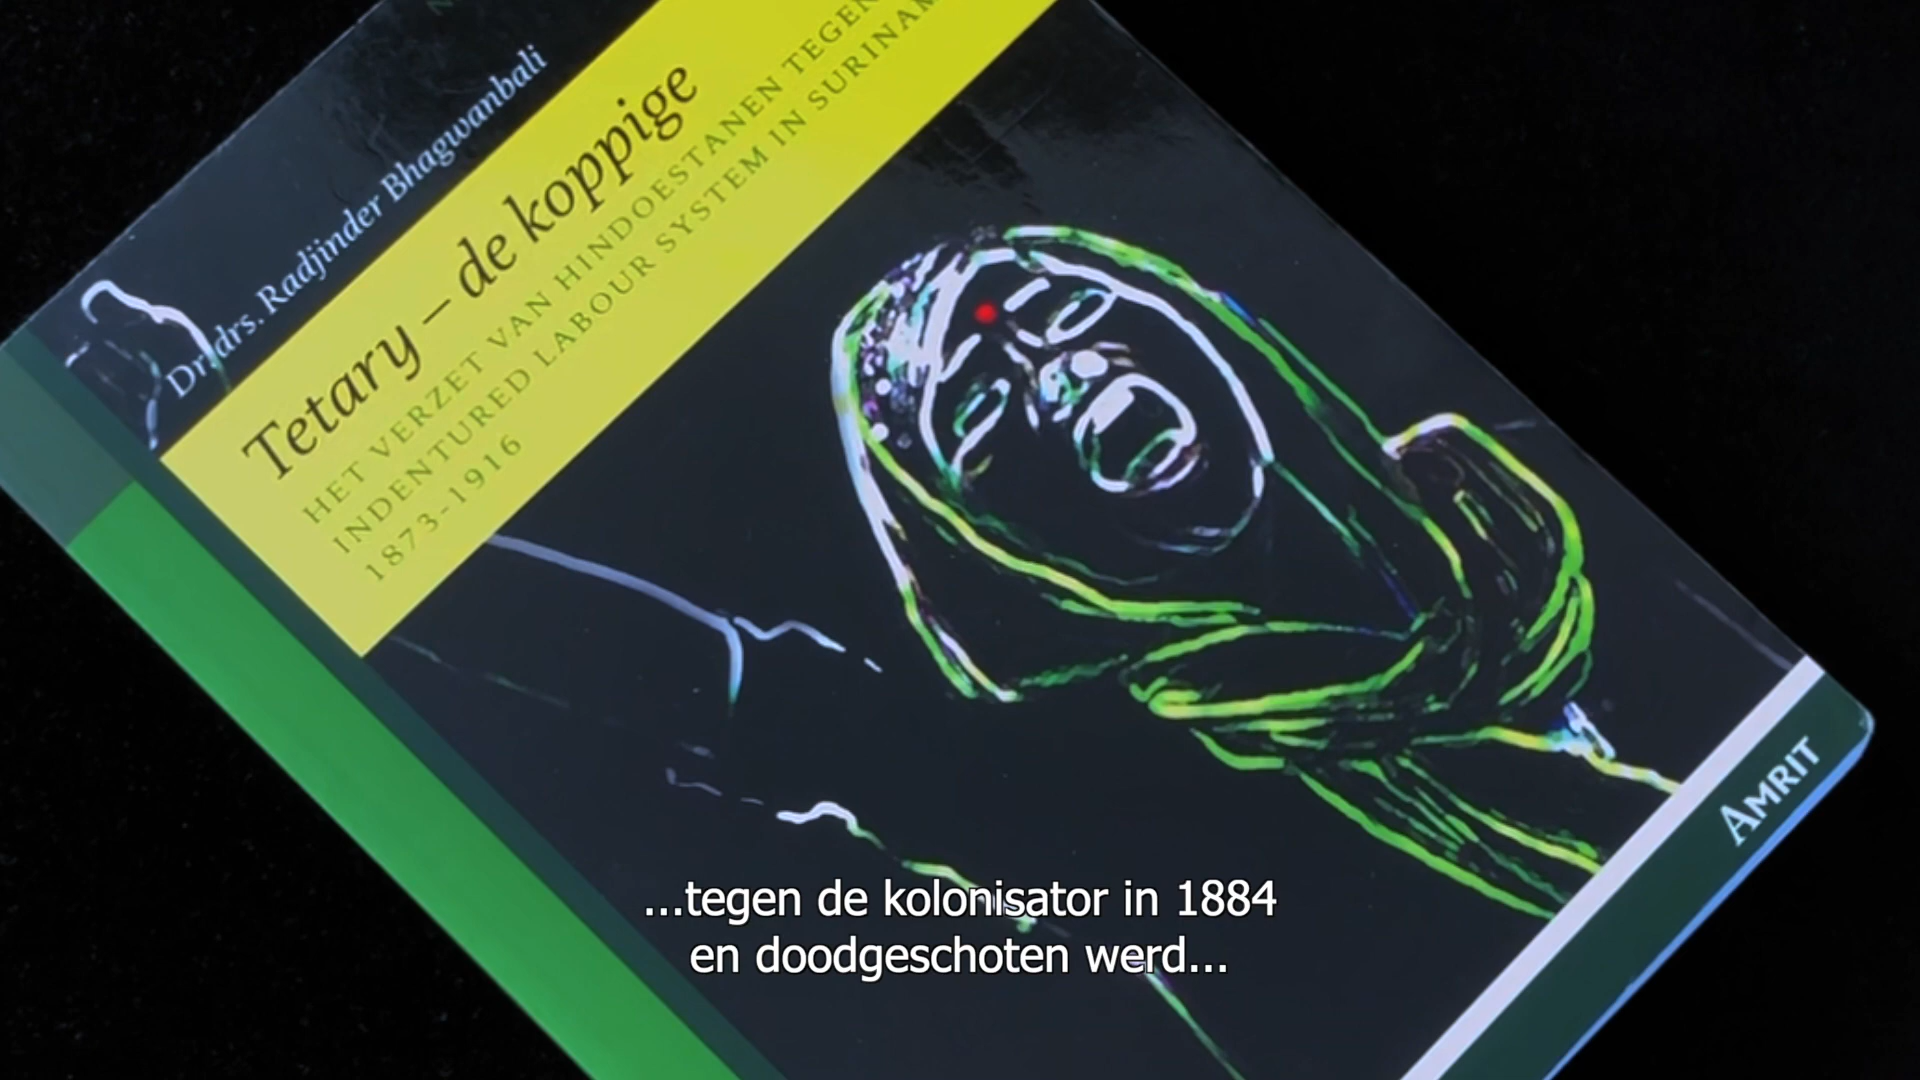 Dr. drs. Radjinder Bhagwanbali
Tetary – de koppige
HET VERZET VAN HINDOESTANEN TEGEN
INDENTURED LABOUR SYSTEM IN SURINAM
1873-1916
AMRIT
...tegen de kolonisator in 1884
en doodgeschoten werd...